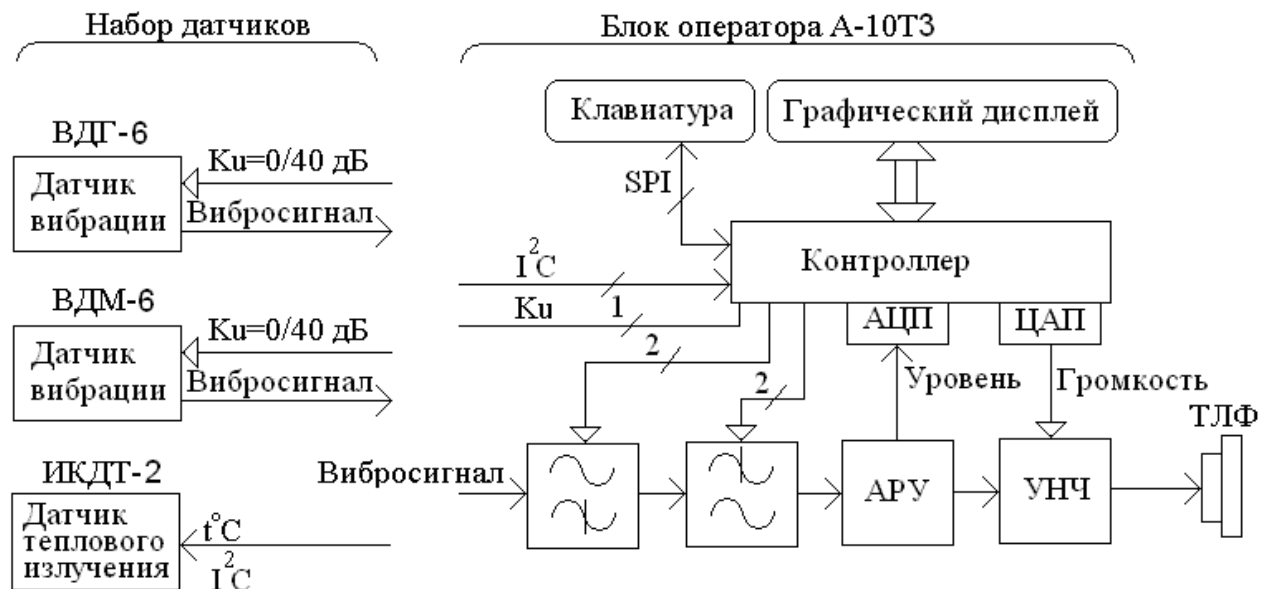 Набор датчиков
Блок оператора А-10Т3
Клавиатура
Графический дисплей
ВДГ-6
Датчик
вибрации
Ku=0/40 дБ
Вибросигнал
SPI
Контроллер
I²C
Ku
1
АЦП
ЦАП
ВДМ-6
Датчик
вибрации
Ku=0/40 дБ
Вибросигнал
2
2
Уровень
Громкость
ТЛФ
Вибросигнал
АРУ
УНЧ
ИКДТ-2
Датчик
теплового
излучения
t°C
I²C